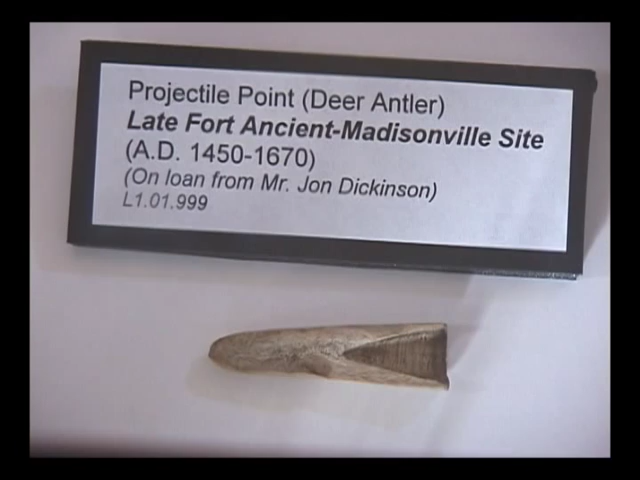 Projectile Point (Deer Antler)
Late Fort Ancient-Madisonville Site
(A.D. 1450-1670)
(On loan from Mr. Jon Dickinson)
L1.01.999